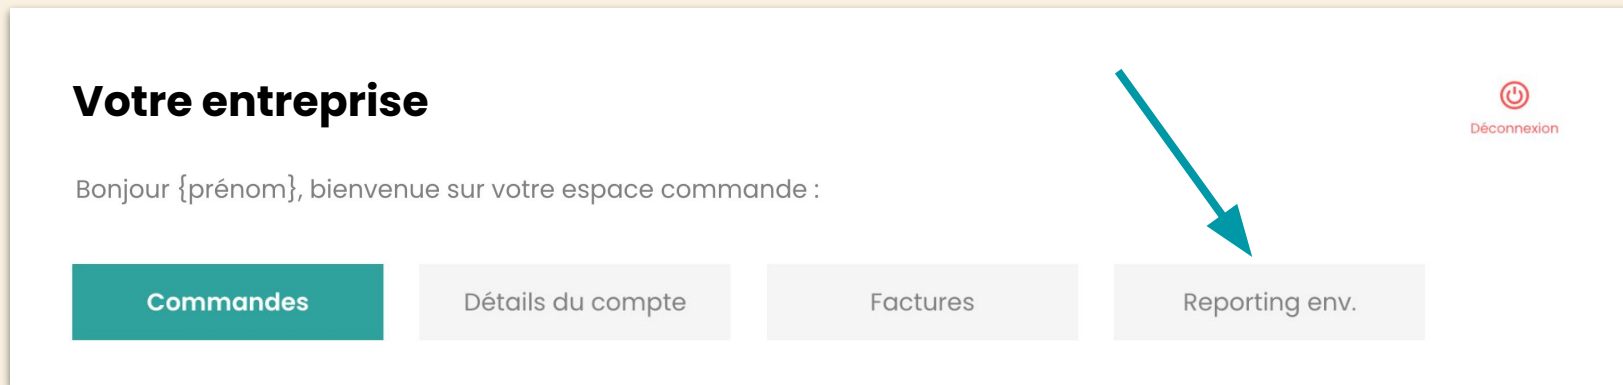 Votre entreprise
Déconnexion
Bonjour {prénom}, bienvenue sur votre espace commande :
Commandes
Détails du compte
Factures
Reporting env.